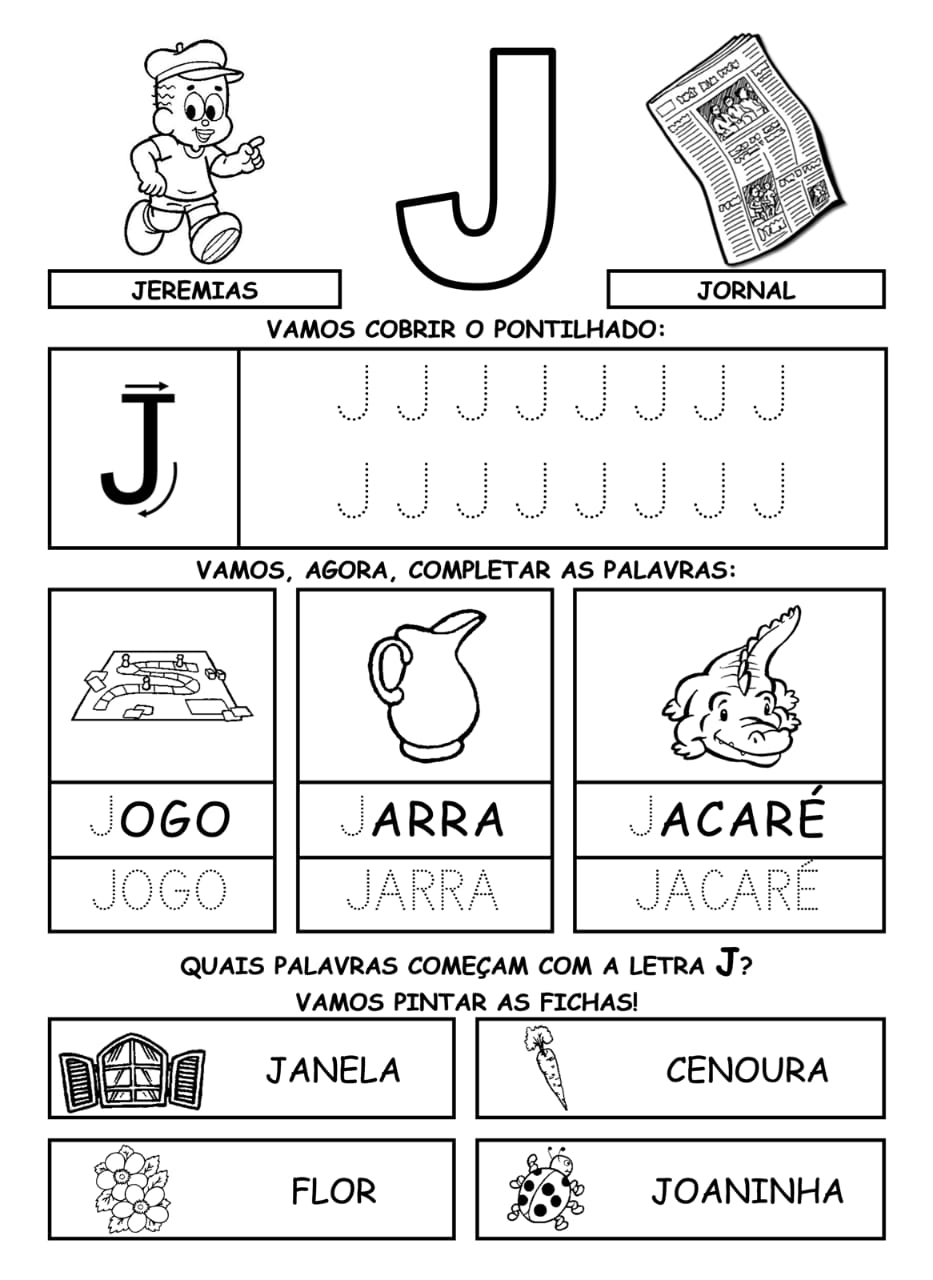 J
JEREMIAS
JORNAL
VAMOS COBRIR O PONTILHADO:
J
J J J J J J J J
J J J J J J J J
VAMOS, AGORA, COMPLETAR AS PALAVRAS:
JOGO JARRA JACARÉ
JOGO JARRA JACARÉ
QUAIS PALAVRAS COMEÇAM COM A LETRA J?
VAMOS PINTAR AS FICHAS!
JANELA CENOURA
FLOR JOANINHA